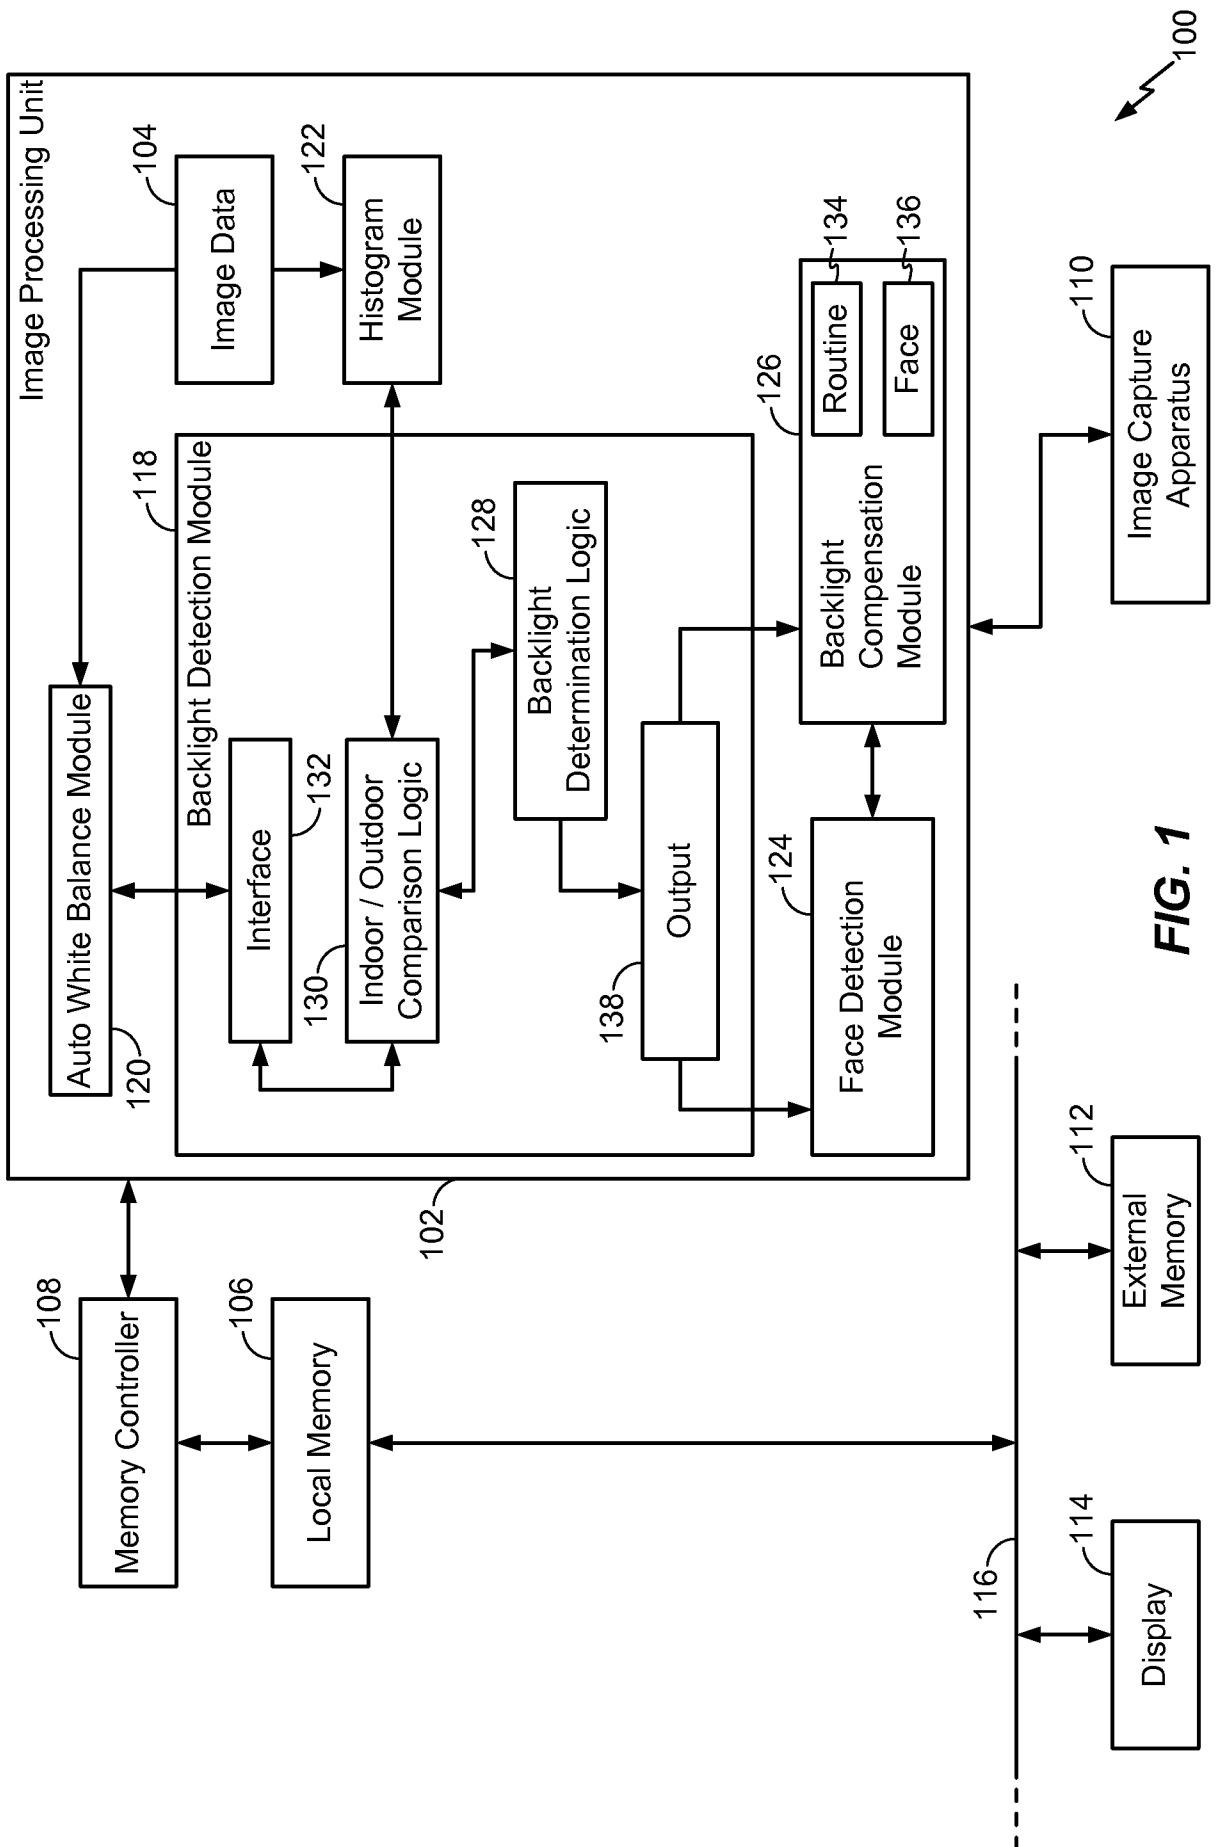 100
Image Processing Unit
Auto White Balance Module
120
104
Image Data
122
Histogram
Module
118
Backlight Detection Module
Interface
132
130
Indoor / Outdoor
Comparison Logic
128
Backlight
Determination Logic
138
Output
124
Face Detection
Module
126
Backlight
Compensation
Module
Routine
134
Face
136
102
108
Memory Controller
106
Local Memory
110
Image Capture
Apparatus
116
114
Display
112
External
Memory
FIG. 1